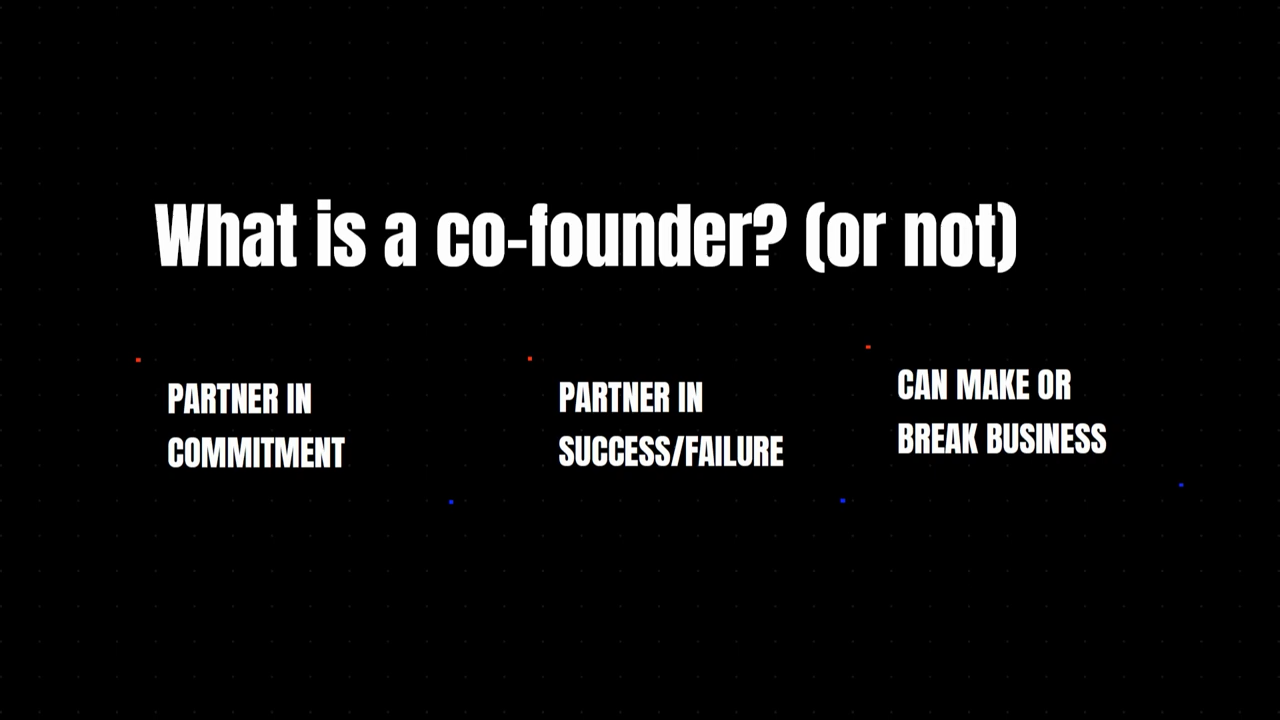 What is a co-founder? (or not)
PARTNER IN
COMMITMENT
PARTNER IN
SUCCESS/FAILURE
CAN MAKE OR
BREAK BUSINESS